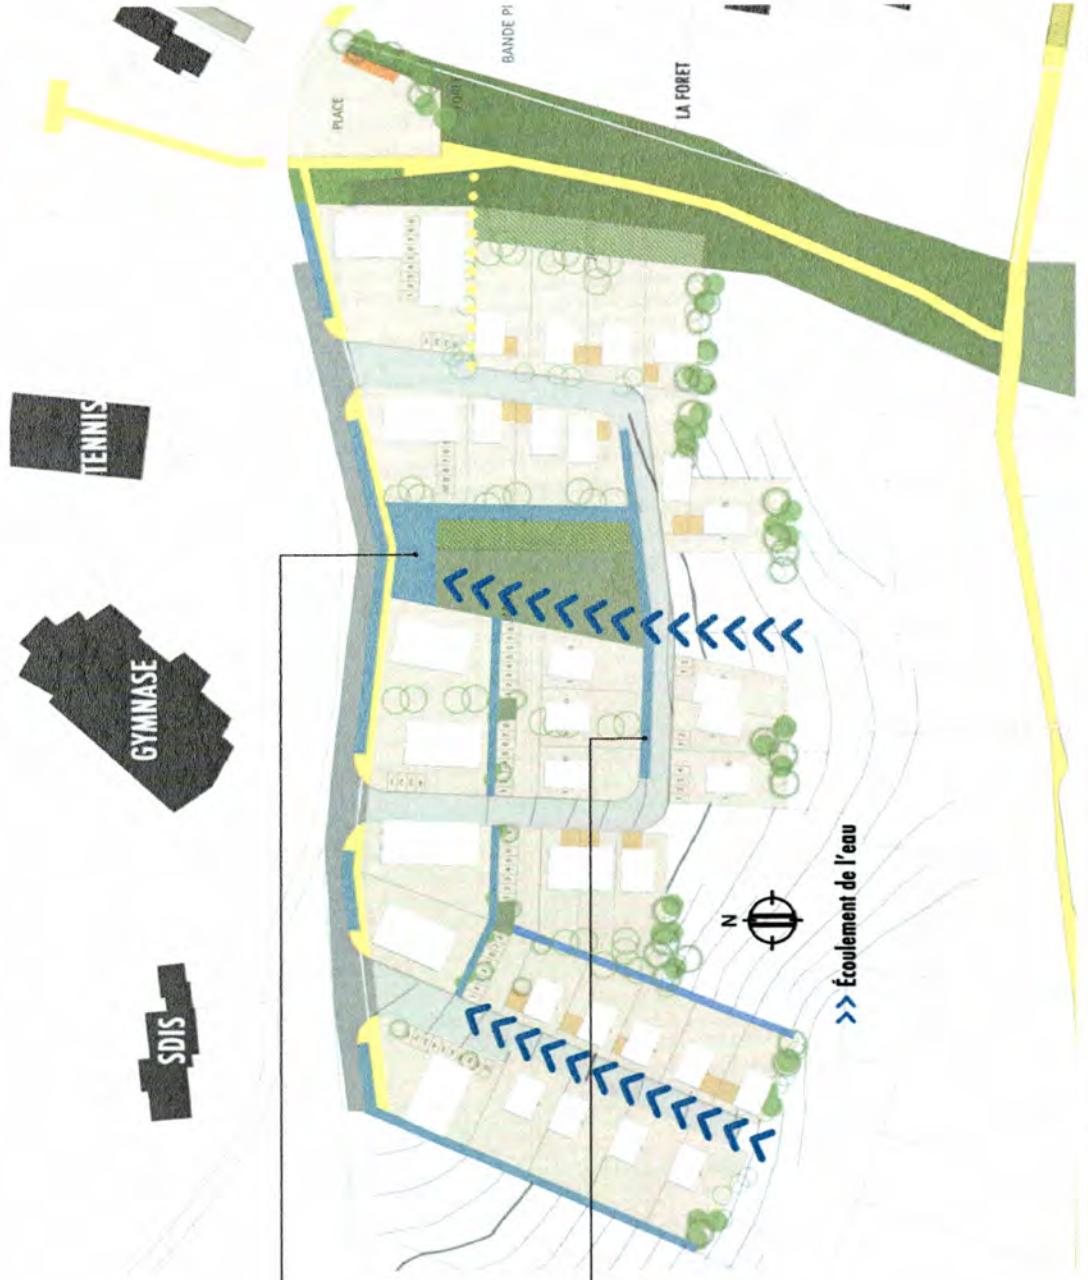 PLACE
BANDE PI
LA FORET
TENNIS
GYMNASE
SDIS
N
>> Écoulement de l'eau